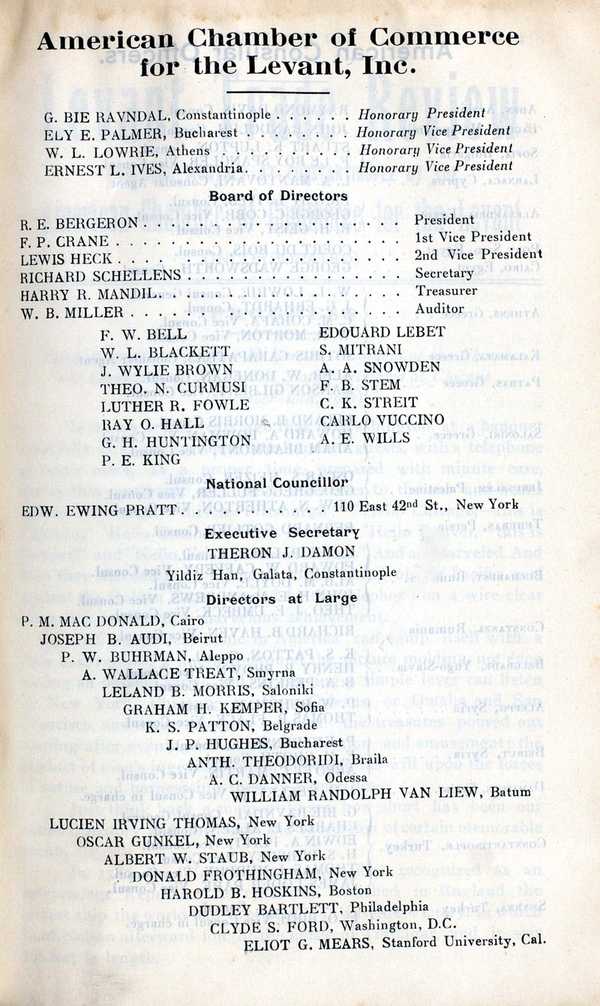 American Chamber of Commerce
for the Levant, Inc.
G. BIE RAVNDAL, Constantinople . . . . . . Honorary President
ELY E. PALMER, Bucharest . . . . . . . . Honorary Vice President
W. L. LOWRIE, Athens . . . . . . . . . . Honorary Vice President
ERNEST L. IVES, Alexandria. . . . . . . . Honorary Vice President
Board of Directors
R. E. BERGERON . . . . . . . . . . . . . . . . President
F. P. CRANE . . . . . . . . . . . . . . . . . 1st Vice President
LEWIS HECK . . . . . . . . . . . . . . . . . 2nd Vice President
RICHARD SCHELLENS . . . . . . . . . . . . . Secretary
HARRY R. MANDIL. . . . . . . . . . . . . . . Treasurer
W. B. MILLER . . . . . . . . . . . . . . . . Auditor
F. W. BELL EDOUARD LEBET
W. L. BLACKETT S. MITRANI
J. WYLIE BROWN A. A. SNOWDEN
THEO. N. CURMUSI F. B. STEM
LUTHER R. FOWLE C. K. STREIT
RAY O. HALL CARLO VUCCINO
G. H. HUNTINGTON A. E. WILLS
P. E. KING
National Councillor
EDW. EWING PRATT. . . . . . . . . . . . 110 East 42nd St., New York
Executive Secretary
THERON J. DAMON
Yildiz Han, Galata, Constantinople
Directors at Large
P. M. MAC DONALD, Cairo
JOSEPH B. AUDI, Beirut
P. W. BUHRMAN, Aleppo
A. WALLACE TREAT, Smyrna
LELAND B. MORRIS, Saloniki
GRAHAM H. KEMPER, Sofia
K. S. PATTON, Belgrade
J. P. HUGHES, Bucharest
ANTH. THEODORIDI, Braila
A. C. DANNER, Odessa
WILLIAM RANDOLPH VAN LIEW, Batum
LUCIEN IRVING THOMAS, New York
OSCAR GUNKEL, New York
ALBERT W. STAUB, New York
DONALD FROTHINGHAM, New York
HAROLD B. HOSKINS, Boston
DUDLEY BARTLETT, Philadelphia
CLYDE S. FORD, Washington, D.C.
ELIOT G. MEARS, Stanford University, Cal.